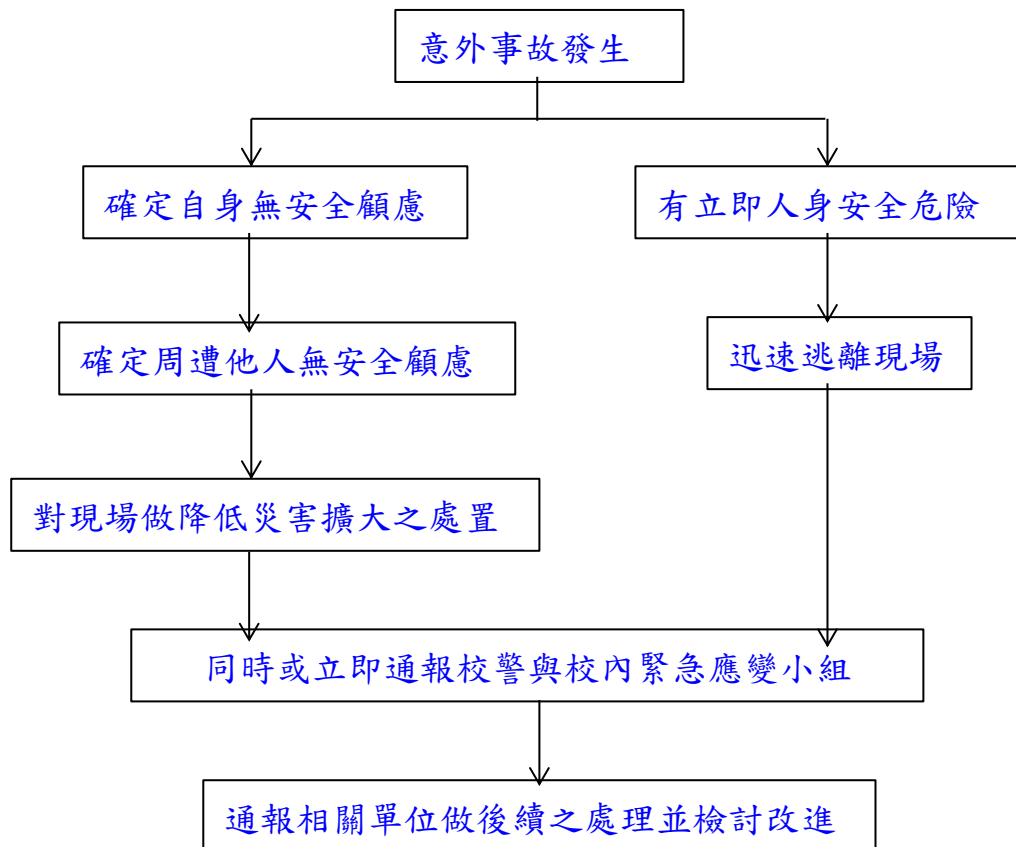 意外事故發生
確定自身無安全顧慮
有立即人身安全危險
確定周遭他人無安全顧慮
迅速逃離現場
對現場做降低災害擴大之處置
同時或立即通報校警與校內緊急應變小組
通報相關單位做後續之處理並檢討改進